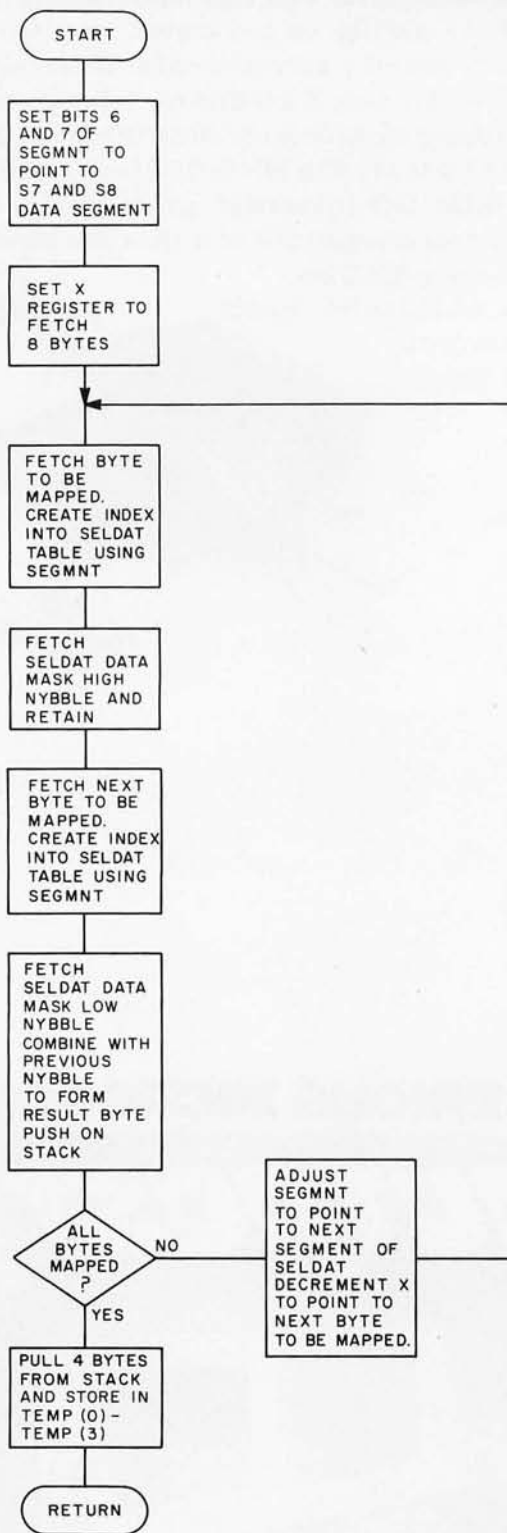 START
SET BITS 6
AND 7 OF
SEGMNT TO
POINT TO
S7 AND S8
DATA SEGMENT
SET X
REGISTER TO
FETCH
8 BYTES
FETCH BYTE
TO BE
MAPPED.
CREATE INDEX
INTO SELDAT
TABLE USING
SEGMNT
FETCH
SELDAT DATA
MASK HIGH
NYBBLE AND
RETAIN
FETCH NEXT
BYTE TO BE
MAPPED.
CREATE INDEX
INTO SELDAT
TABLE USING
SEGMNT
FETCH
SELDAT DATA
MASK LOW
NYBBLE
COMBINE WITH
PREVIOUS
NYBBLE
TO FORM
RESULT BYTE
PUSH ON
STACK
ALL
BYTES
MAPPED
?
NO
ADJUST
SEGMNT
TO POINT
TO NEXT
SEGMENT OF
SELDAT
DECREMENT X
TO POINT TO
NEXT BYTE
TO BE MAPPED.
YES
PULL 4 BYTES
FROM STACK
AND STORE IN
TEMP (0) –
TEMP (3)
RETURN